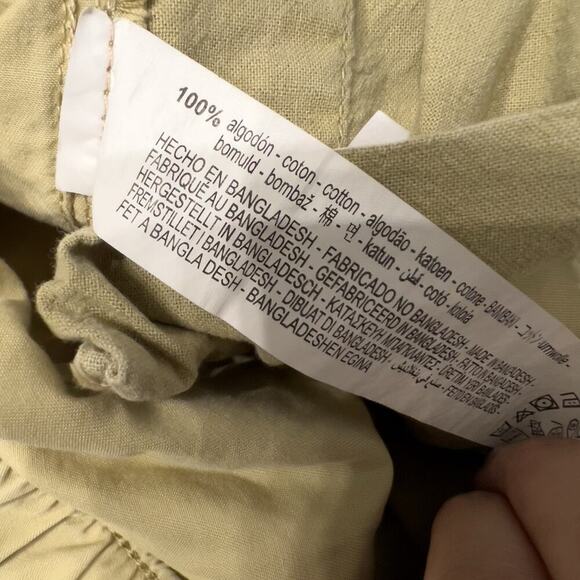 100% algodón - coton - cotton - algodão - katoen - cotone - ΒΑΜΒΑΚΙ -
bomuld - bombaž - 棉 - 면 - katun - قطن - cotó - kotoia
HECHO EN BANGLADESH - FABRICADO NO BANGLADESH - MADE IN BANGLADESH -
FABRIQUÉ AU BANGLADESH - GEFABRICEERD IN BANGLADESH - FATTO IN BANGLADESH -
HERGESTELLT IN BANGLADESCH - ΚΑΤΑΣΚΕΥΗ ΜΠΑΝΓΚΛΑΝΤΕΣ -
FREMSTILLET I BANGLADESH - DIBUAT DI BANGLADESH -
FET A BANGLA DESH - BANGLADESHEN EGINA